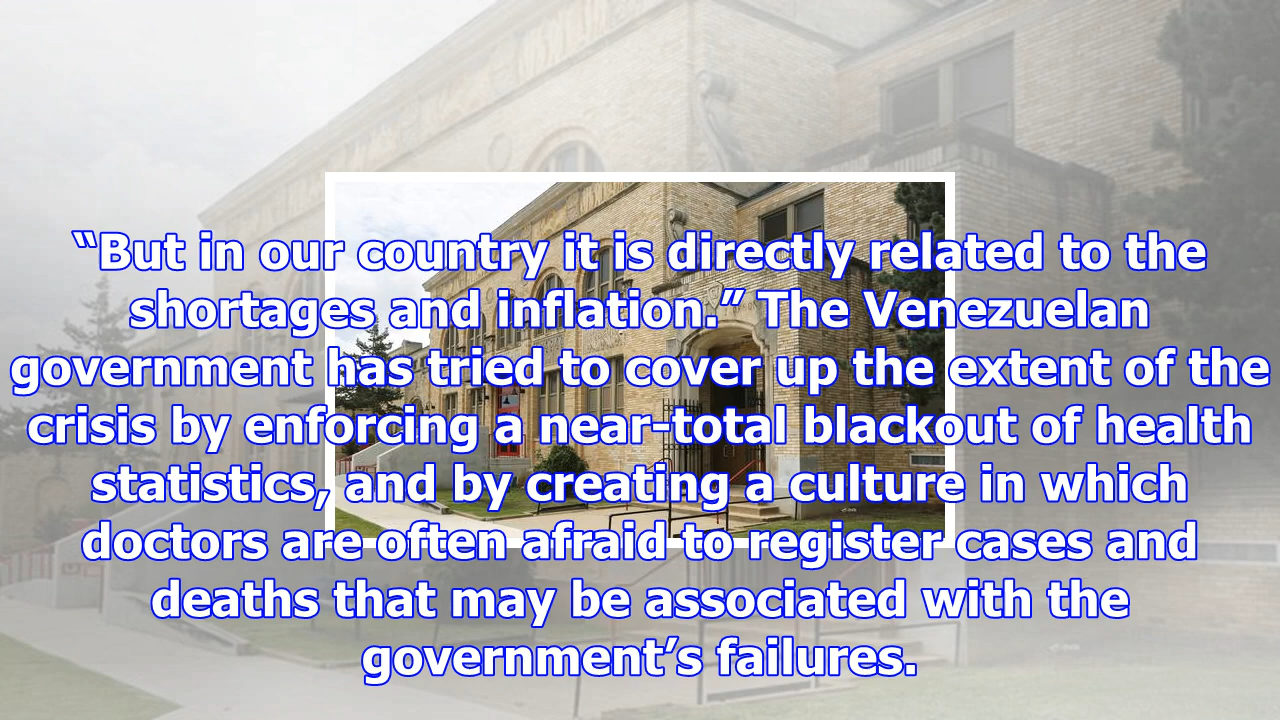 “But in our country it is directly related to the
shortages and inflation.” The Venezuelan
government has tried to cover up the extent of the
crisis by enforcing a near-total blackout of health
statistics, and by creating a culture in which
doctors are often afraid to register cases and
deaths that may be associated with the
government’s failures.